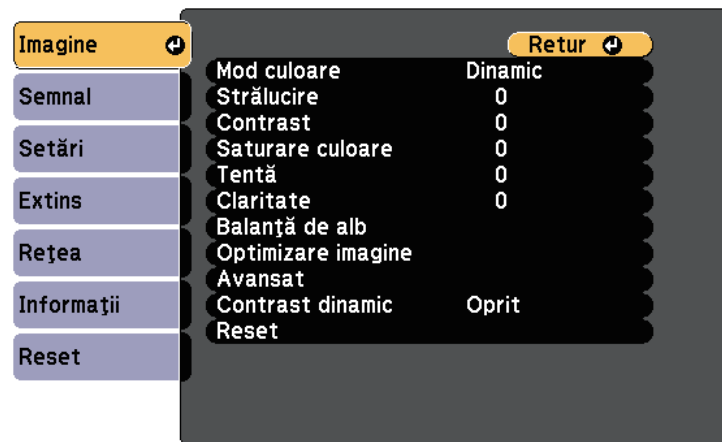 Imagine
Semnal
Setări
Extins
Reţea
Informaţii
Reset
Retur
Mod culoare Dinamic
Strălucire 0
Contrast 0
Saturare culoare 0
Tentă 0
Claritate 0
Balanţă de alb
Optimizare imagine
Avansat
Contrast dinamic Oprit
Reset